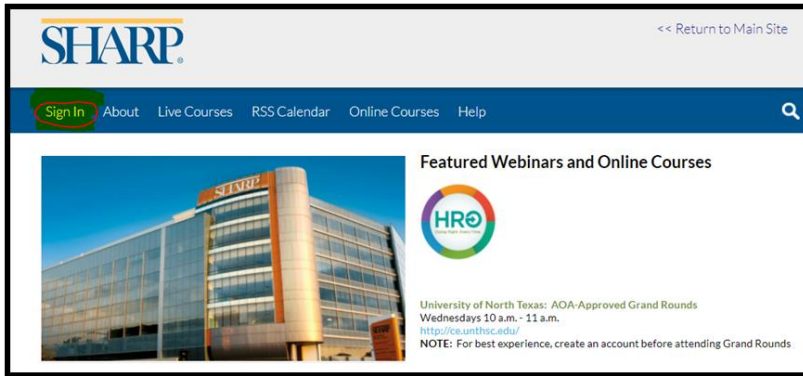 SHARP
<< Return to Main Site
Sign In About Live Courses RSS Calendar Online Courses Help
SHARP
Featured Webinars and Online Courses
HRO
University of North Texas: AOA-Approved Grand Rounds
Wednesdays 10 a.m. - 11 a.m.
http://ce.unthsc.edu/
NOTE: For best experience, create an account before attending Grand Rounds